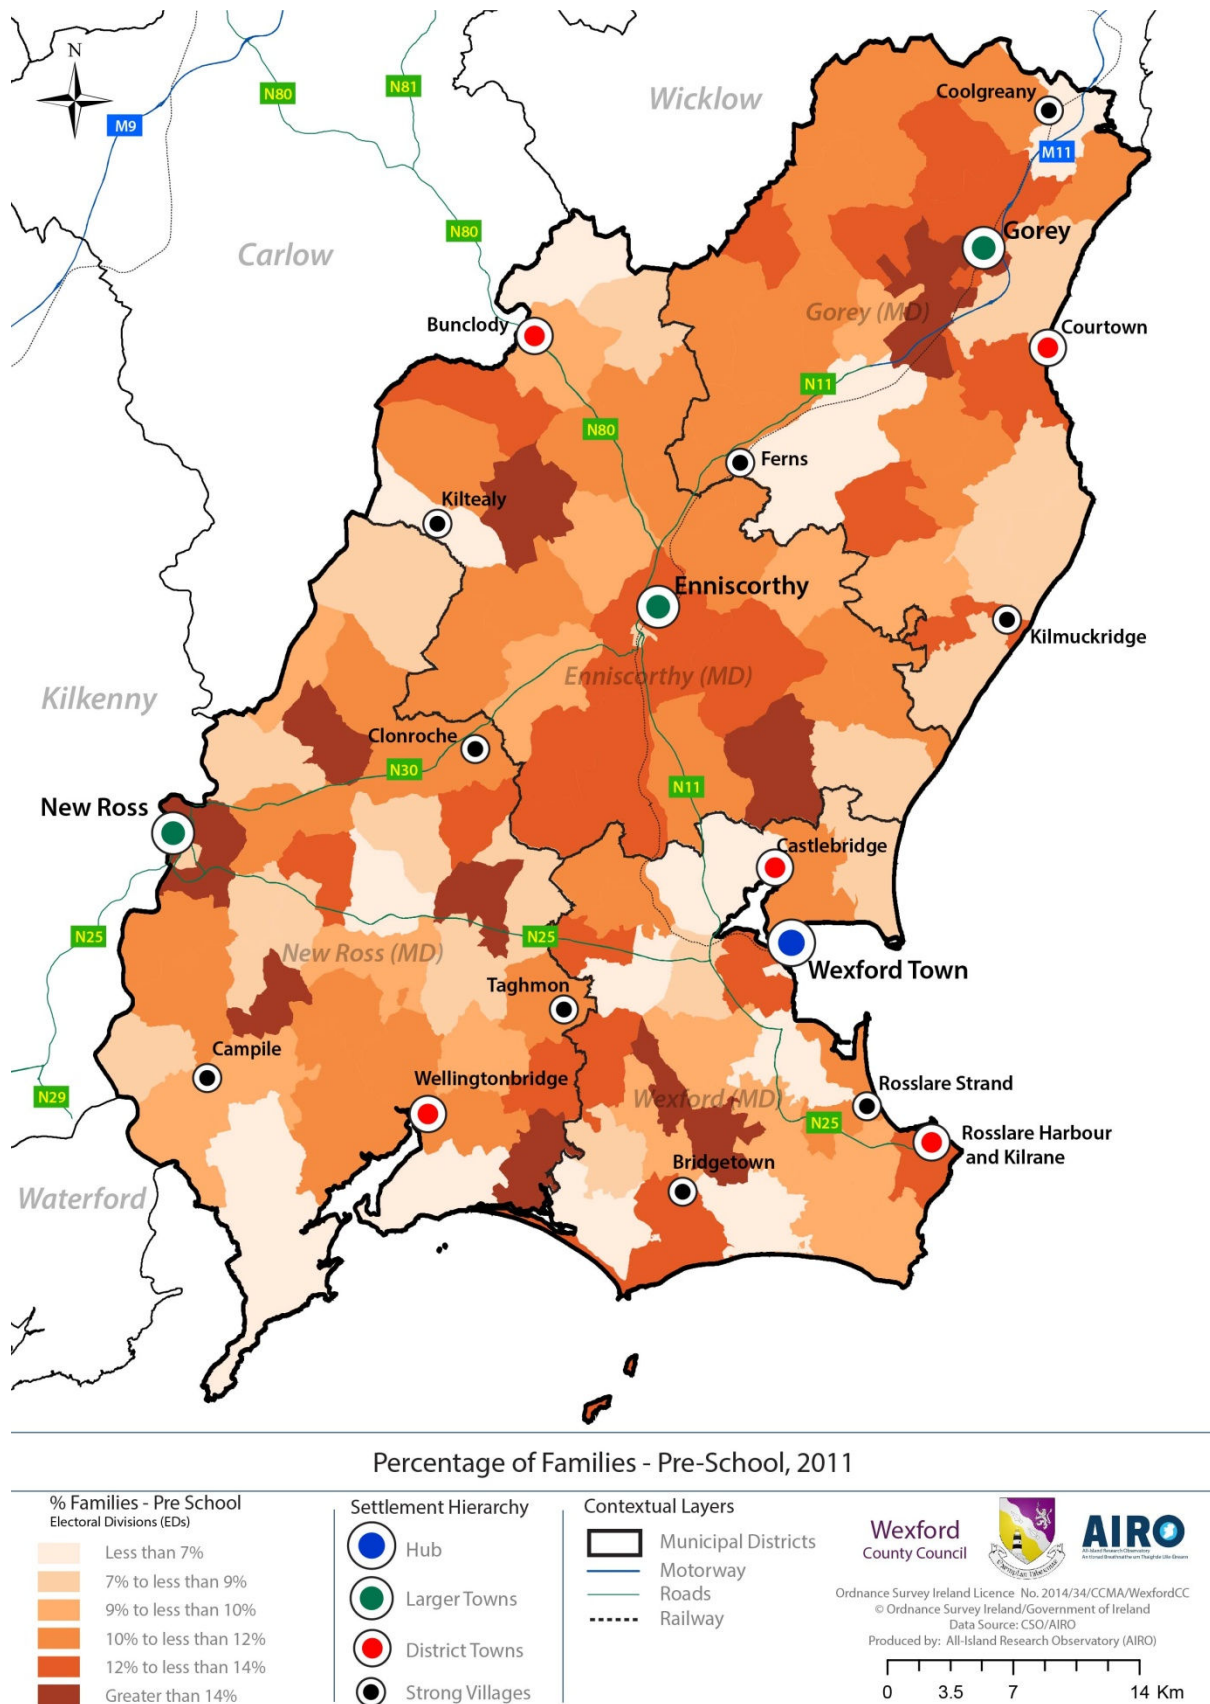 N
N80
N81
Wicklow
Coolgreany
M9
M11
N80
Carlow
Gorey
Gorey (MD)
Bunclody
Courtown
N11
N80
Ferns
Kiltealy
Enniscorthy
Kilmuckridge
Enniscorthy (MD)
Kilkenny
Clonroche
N30
N11
New Ross
Castlebridge
N25
N25
New Ross (MD)
Wexford Town
Taghmon
Campile
Wellingtonbridge
Rosslare Strand
N29
Wexford (MD)
N25
Rosslare Harbour
and Kilrane
Bridgetown
Waterford
Percentage of Families - Pre-School, 2011
% Families - Pre School
Electoral Divisions (EDs)
Less than 7%
7% to less than 9%
9% to less than 10%
10% to less than 12%
12% to less than 14%
Greater than 14%
Settlement Hierarchy
Hub
Larger Towns
District Towns
Strong Villages
Contextual Layers
Municipal Districts
Motorway
Roads
Railway
Wexford
County Council
AIRO
All-Island Research Observatory
Ordnance Survey Ireland Licence No. 2014/34/CCMA/WexfordCC
© Ordnance Survey Ireland/Government of Ireland
Data Source: CSO/AIRO
Produced by: All-Island Research Observatory (AIRO)
0 3.5 7 14 Km